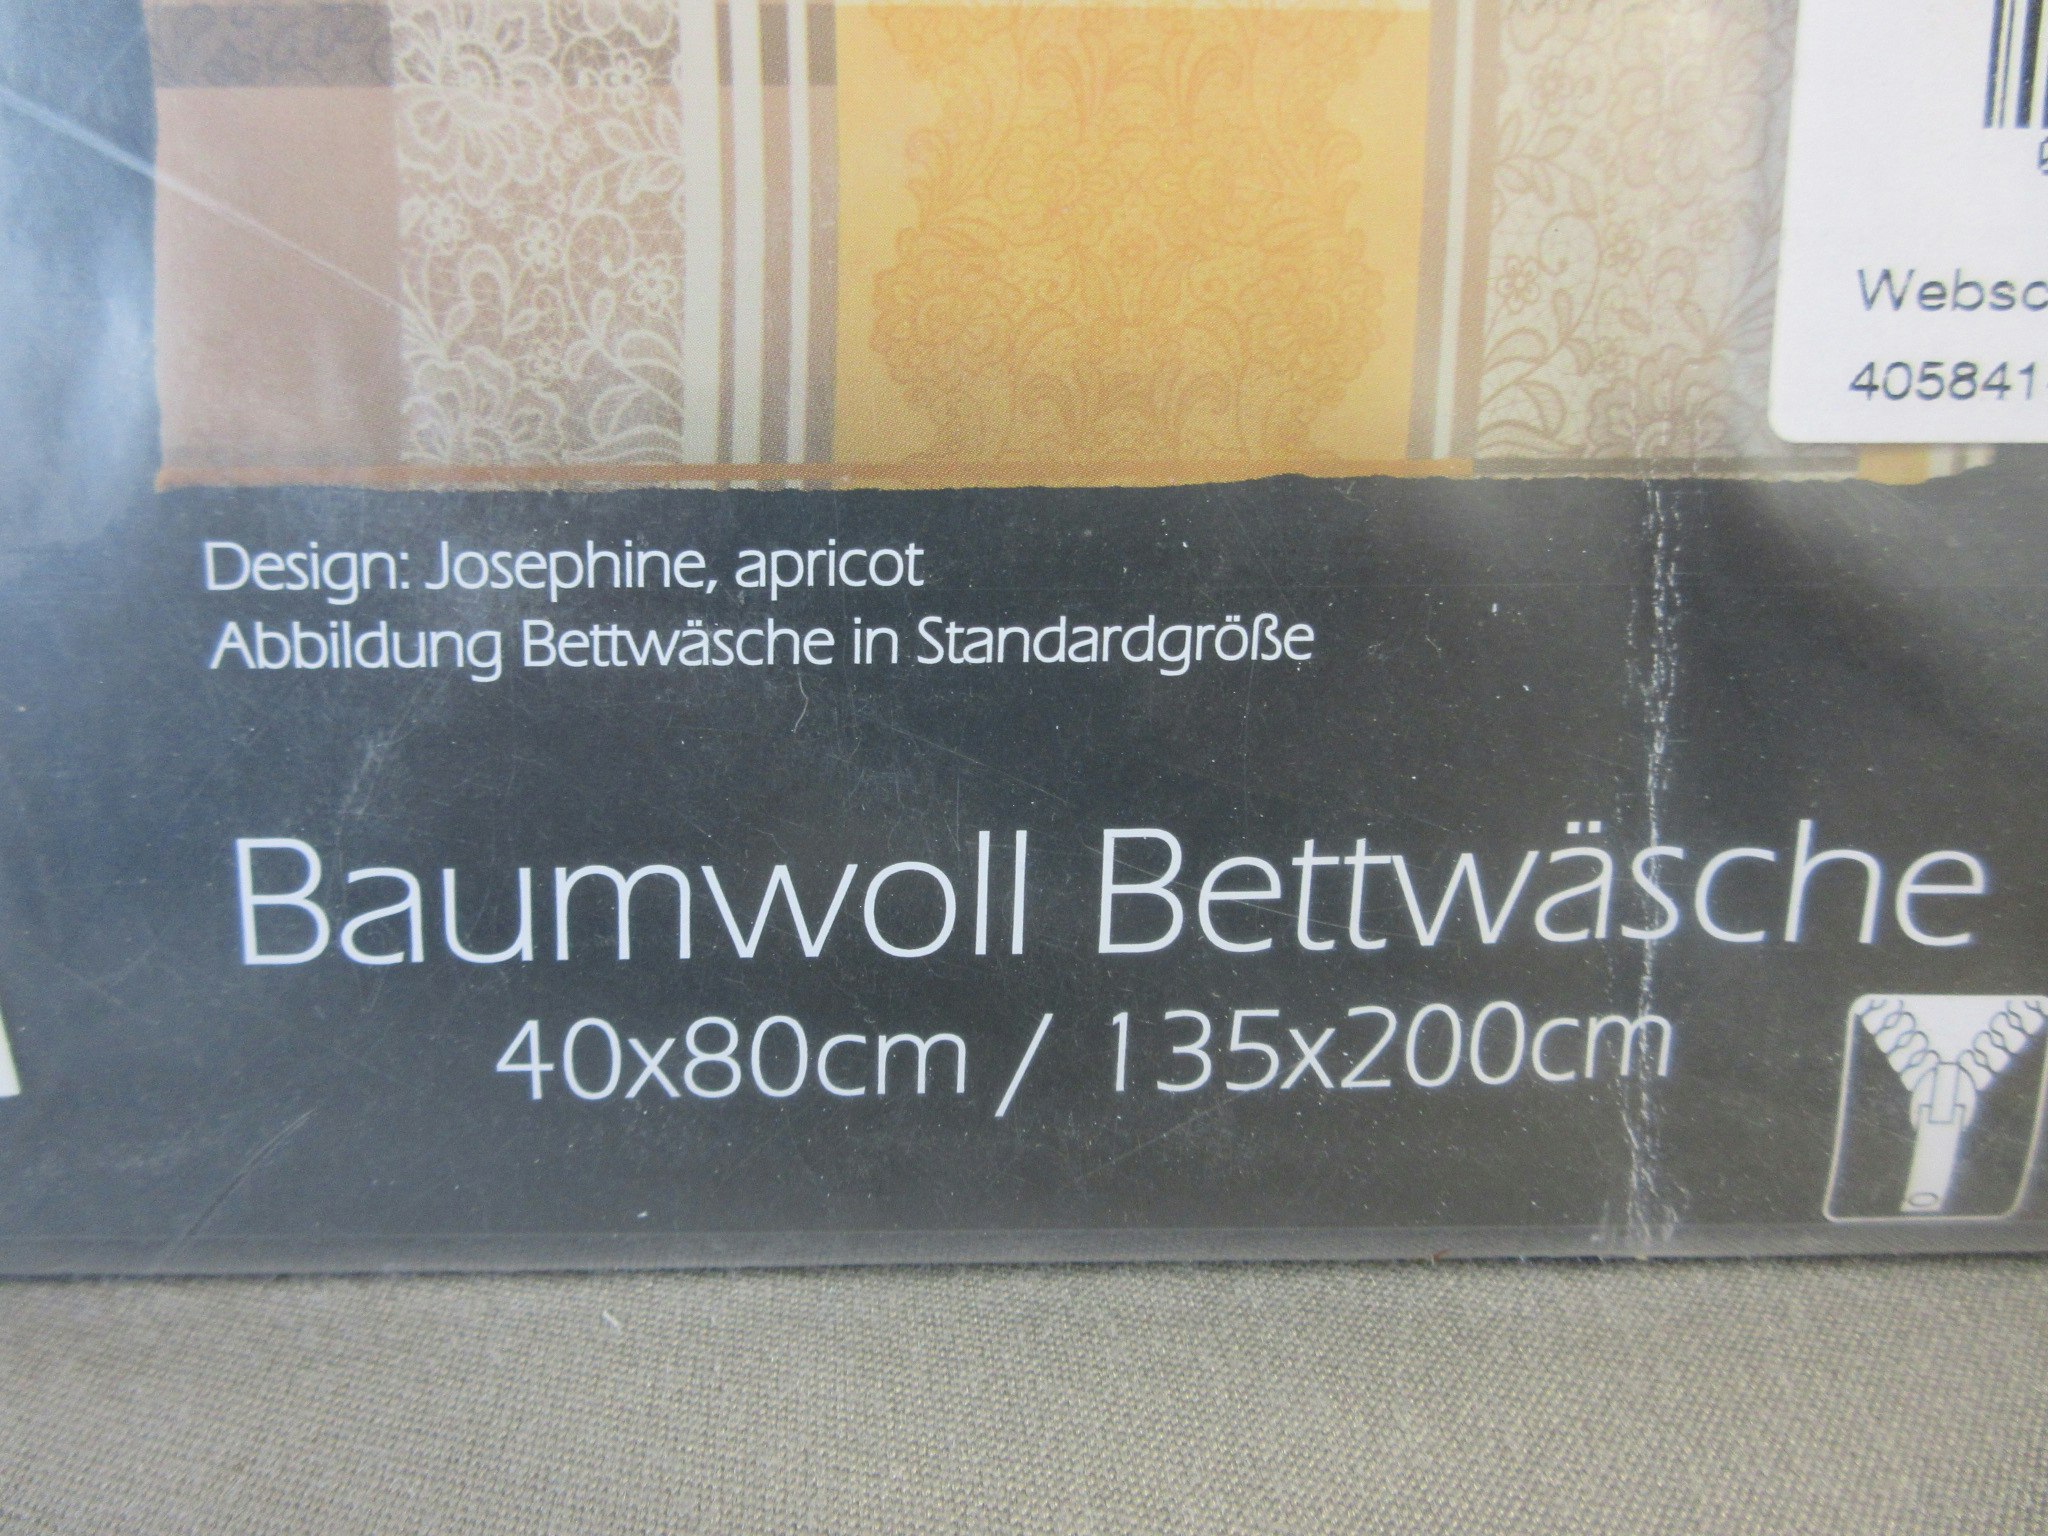 Design: Josephine, apricot
Abbildung Bettwäsche in Standardgröße
Baumwoll Bettwäsche
40x80cm / 135x200cm